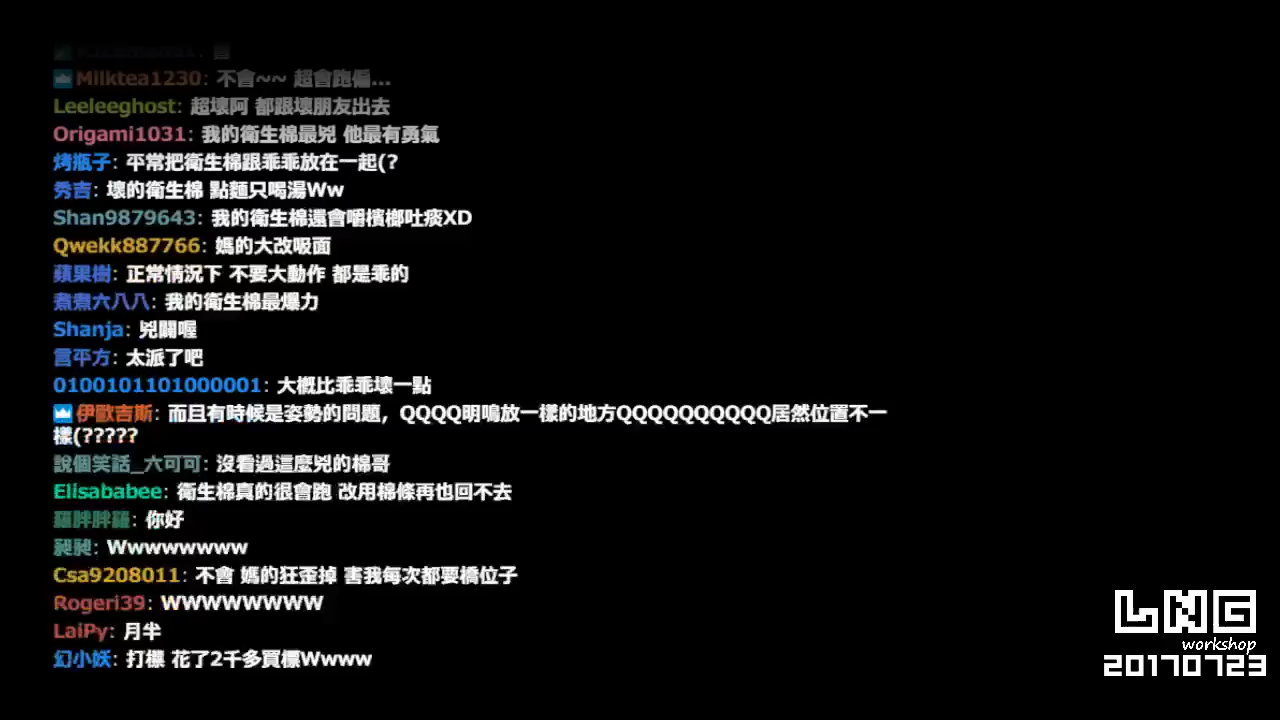 Milktea1230: 不會~~ 超會跑偏...
Leeleeghost: 超壞阿 都跟壞朋友出去
Origami1031: 我的衛生棉最兇 他最有勇氣
烤瓶子: 平常把衛生棉跟乖乖放在一起(?
秀吉: 壞的衛生棉 點麵只喝湯Ww
Shan9879643: 我的衛生棉還會嚼檳榔吐痰XD
Qwekk887766: 媽的大改吸面
蘋果樹: 正常情況下 不要大動作 都是乖的
煮煮六八八: 我的衛生棉最爆力
Shanja: 兇闘喔
言平方: 太派了吧
0100101101000001: 大概比乖乖壞一點
伊歐吉斯: 而且有時候是姿勢的問題，QQQQ明嗚放一樣的地方QQQQQQQQQQ居然位置不一
樣(?????
說個笑話_六可可: 沒看過這麼兇的棉哥
Elisababee: 衛生棉真的很會跑 改用棉條再也回不去
羅胖胖羅: 你好
昶昶: Wwwwwwwww
Csa9208011: 不會 媽的狂歪掉 害我每次都要橋位子
Rogeri39: WWWWWWWW
LaiPy: 月半
幻小妖: 打標 花了2千多買標Wwww
LNG
workshop
20170723